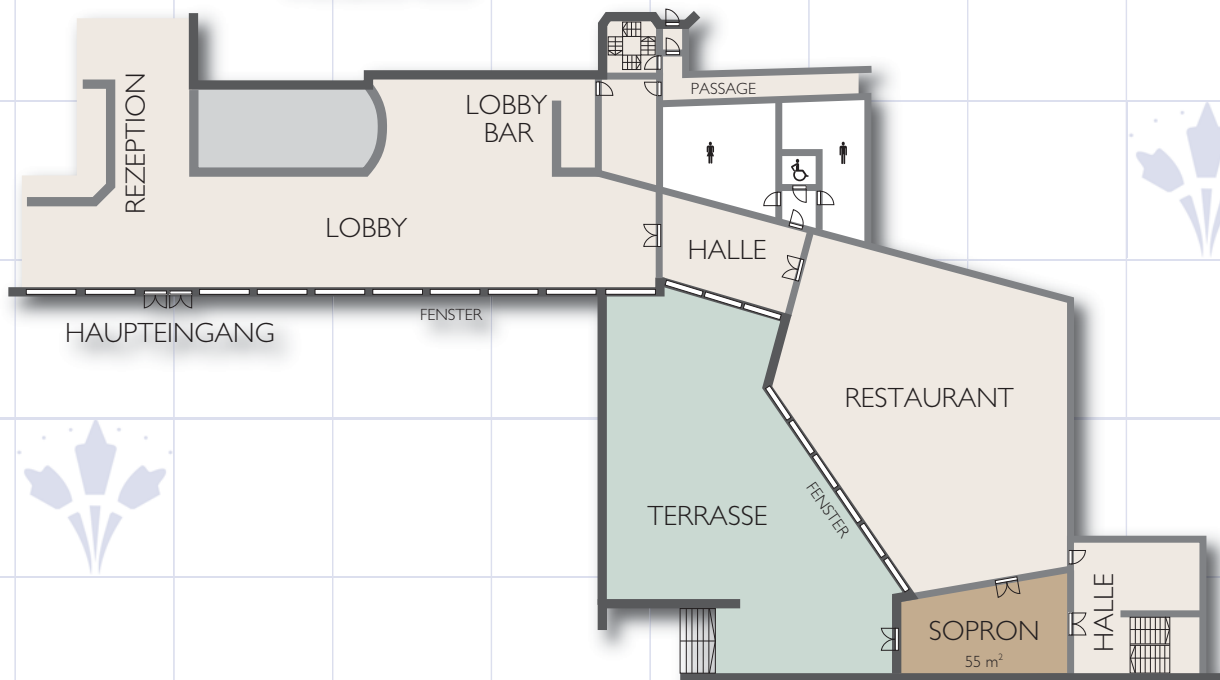 LOBBY
BAR
PASSAGE
REZEPTION
LOBBY
HALLE
FENSTER
HAUPTEINGANG
RESTAURANT
TERRASSE
FENSTER
SOPRON
55 m²
HALLE